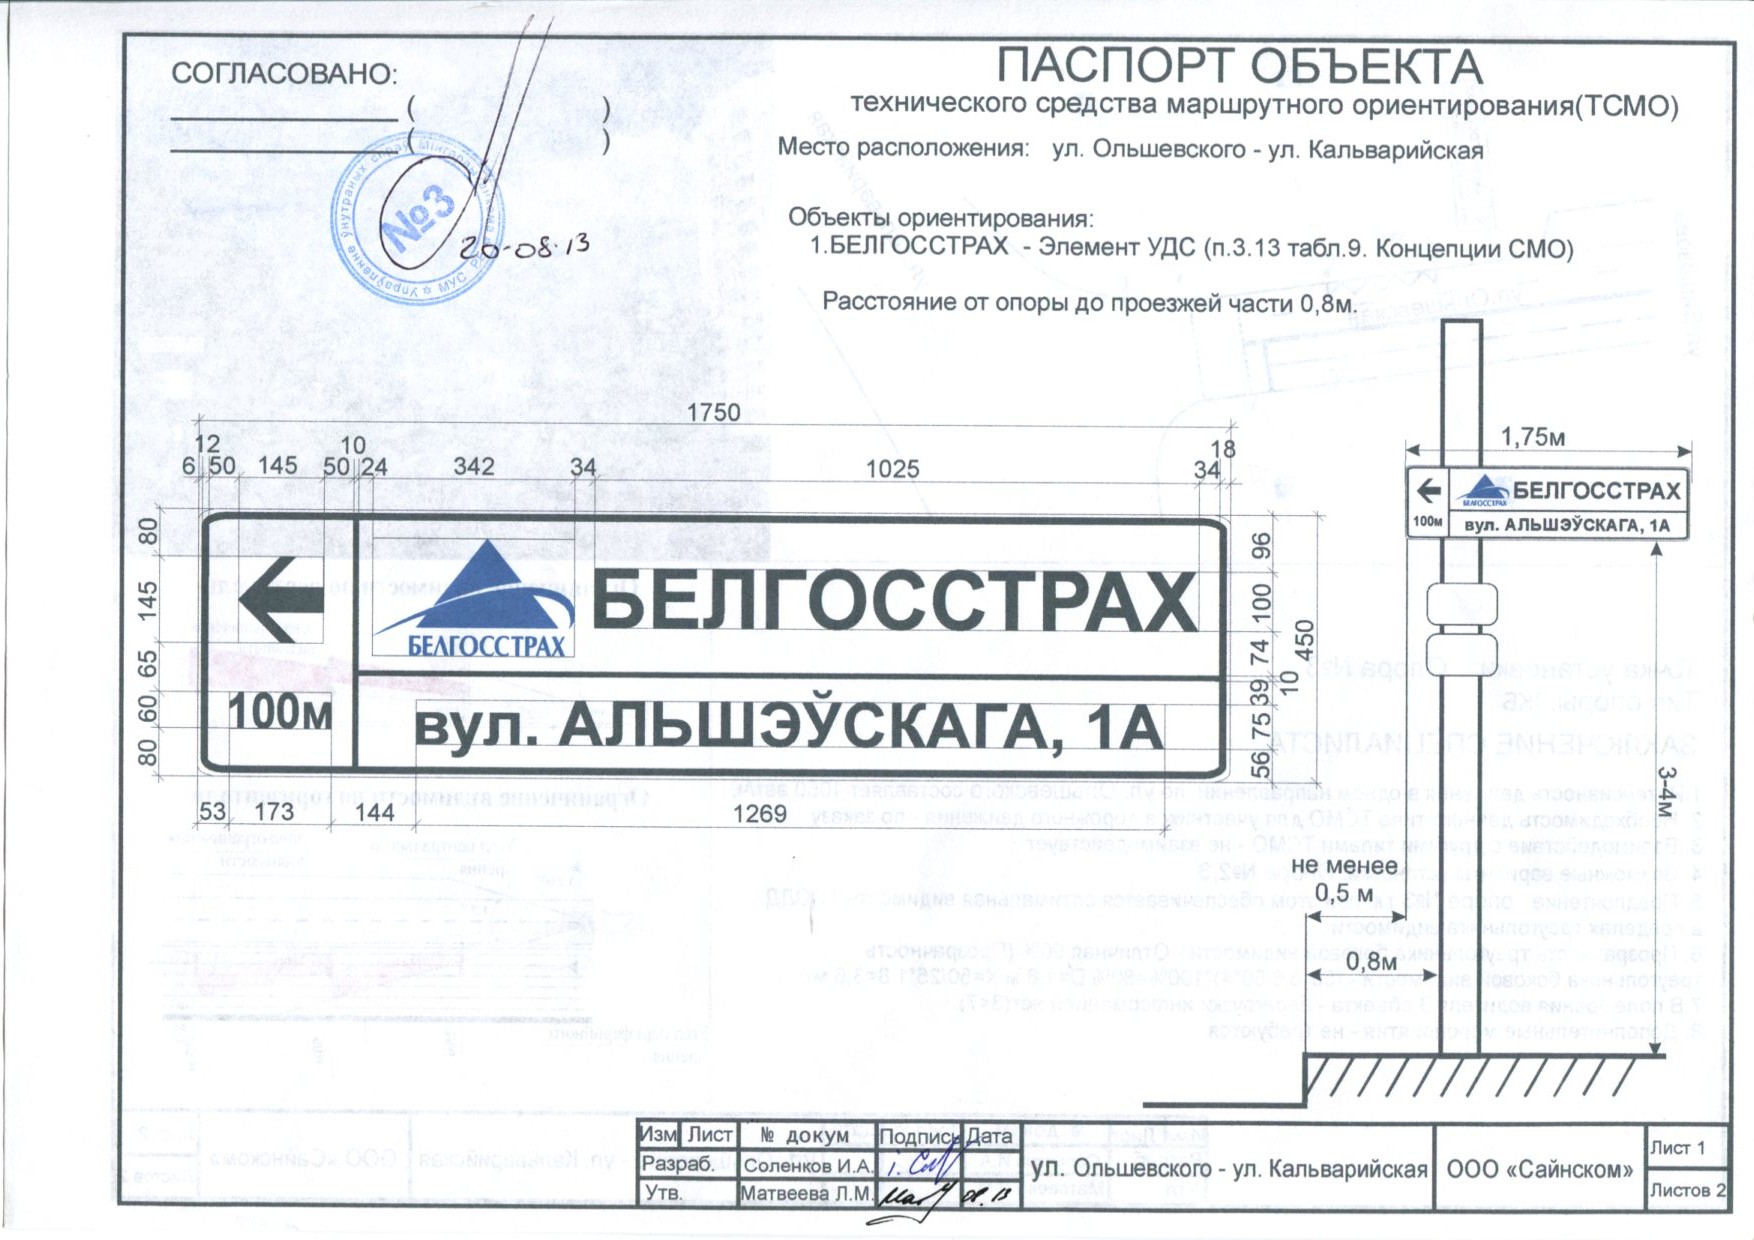 СОГЛАСОВАНО:
ПАСПОРТ ОБЪЕКТА
технического средства маршрутного ориентирования(ТСМО)
Место расположения: ул. Ольшевского - ул. Кальварийская
№3
20-08.13
Объекты ориентирования:
1.БЕЛГОССТРАХ - Элемент УДС (п.3.13 табл.9. Концепции СМО)
Расстояние от опоры до проезжей части 0,8м.
1750
12 10 18
6 50 145 50 24 342 34 1025 34
80 145 65 60 80
БЕЛГОССТРАХ
БЕЛГОССТРАХ
100м
вул. АЛЬШЭЎСКАГА, 1А
96 100 74 39 10 75 56
450
53 173 144 1269
1,75м
БЕЛГОССТРАХ
БЕЛГОССТРАХ
100м
вул. АЛЬШЭЎСКАГА, 1А
3-4м
не менее
0,5 м
0,8м
Изм Лист № докум Подпись Дата
Разраб. Соленков И.А.
Утв. Матвеева Л.М. 08.13
ул. Ольшевского - ул. Кальварийская
ООО «Сайнском»
Лист 1
Листов 2